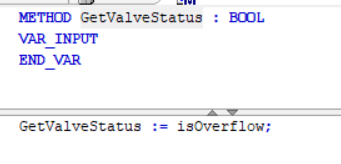 METHOD GetValveStatus : BOOL
VAR_INPUT
END_VAR
GetValveStatus := isOverflow;